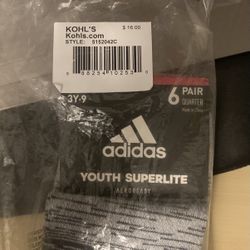 KOHL'S
Kohls.com
$ 16.00
STYLE: 5152042C
3Y-9
6 PAIR
QUARTER
adidas
YOUTH SUPERLITE
AEROREADY